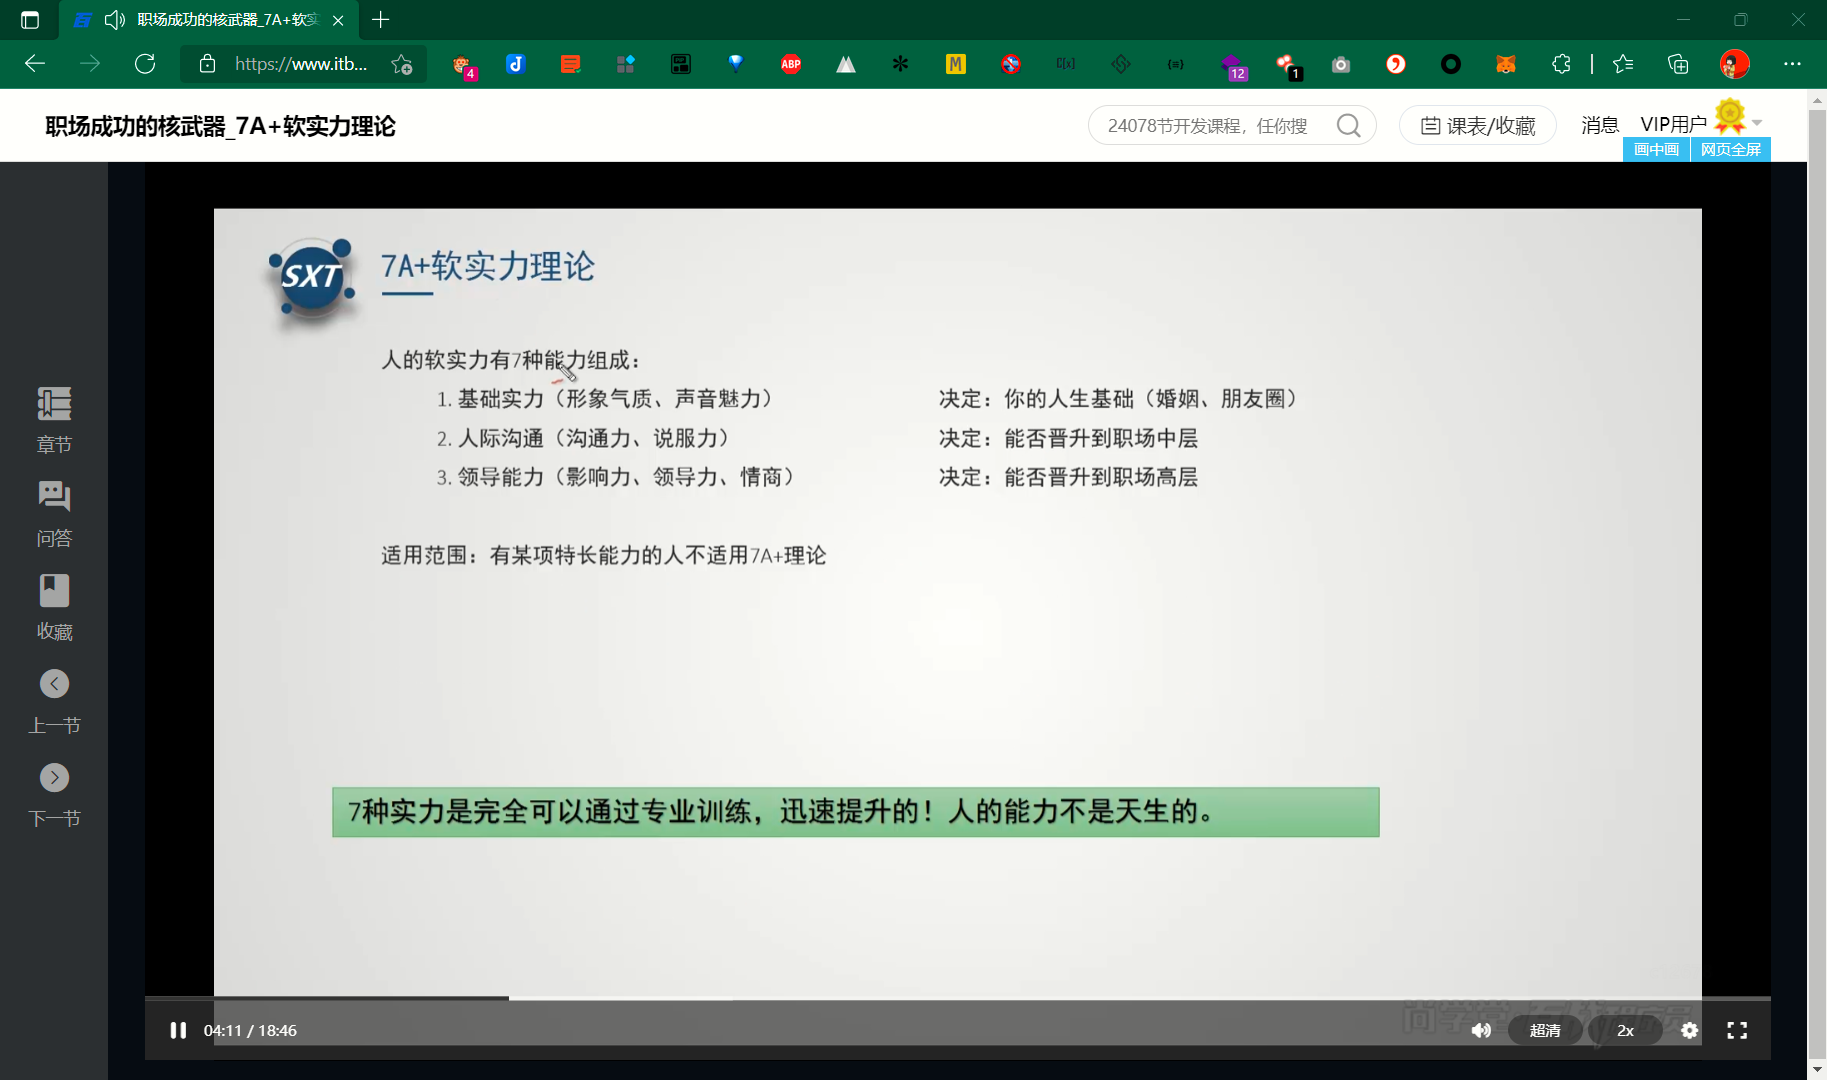 职场成功的核武器_7A+软实
https://www.itb...
4
ABP
M
C[x]
{=}
12
1
职场成功的核武器_7A+软实力理论
24078节开发课程，任你搜
课表/收藏
消息
VIP用户
画中画
网页全屏
章节
问答
收藏
上一节
下一节
SXT
7A+软实力理论
人的软实力有7种能力组成：
1. 基础实力（形象气质、声音魅力） 决定：你的人生基础（婚姻、朋友圈）
2. 人际沟通（沟通力、说服力） 决定：能否晋升到职场中层
3. 领导能力（影响力、领导力、情商） 决定：能否晋升到职场高层
适用范围：有某项特长能力的人不适用7A+理论
7种实力是完全可以通过专业训练，迅速提升的！人的能力不是天生的。
04:11 / 18:46
超清
2x